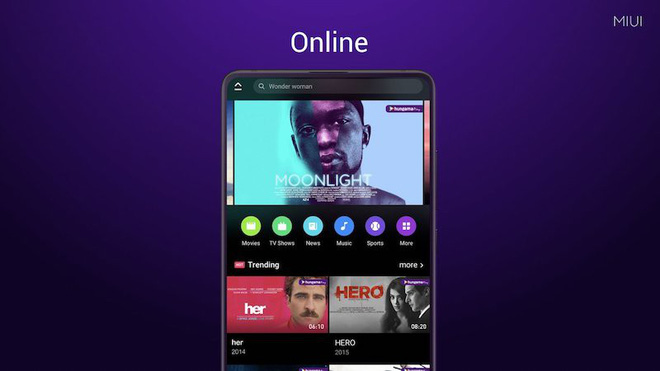 MIUI
Online
Wonder woman
hungama
MOONLIGHT
Movies TV Shows News Music Sports More
HOT Trending more >
hungama hungama
her HERO
06:10 08:20
her HERO
2014 2015